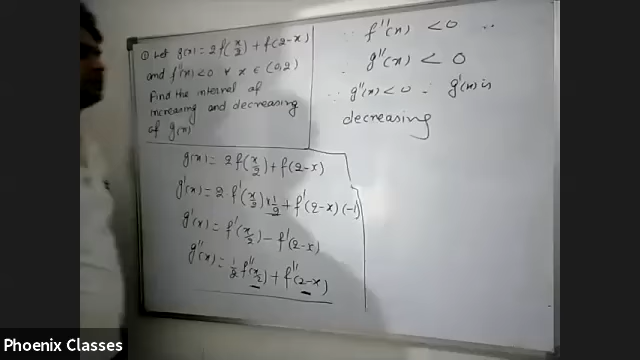 ① Let g(x) = 2f(x/2) + f(2-x)
and f''(x) < 0 ∀ x ∈ (0,2)
Find the interval of
increasing and decreasing
of g(x)
g(x) = 2f(x/2) + f(2-x)
g'(x) = 2·f'(x/2) × 1/2 + f'(2-x)(-1)
g'(x) = f'(x/2) - f'(2-x)
g''(x) = 1/2 f''(x/2) + f''(2-x)
∵ f''(x) < 0 ∵
∴ g''(x) < 0
∵ g''(x) < 0 ∴ g'(x) is
decreasing
Phoenix Classes